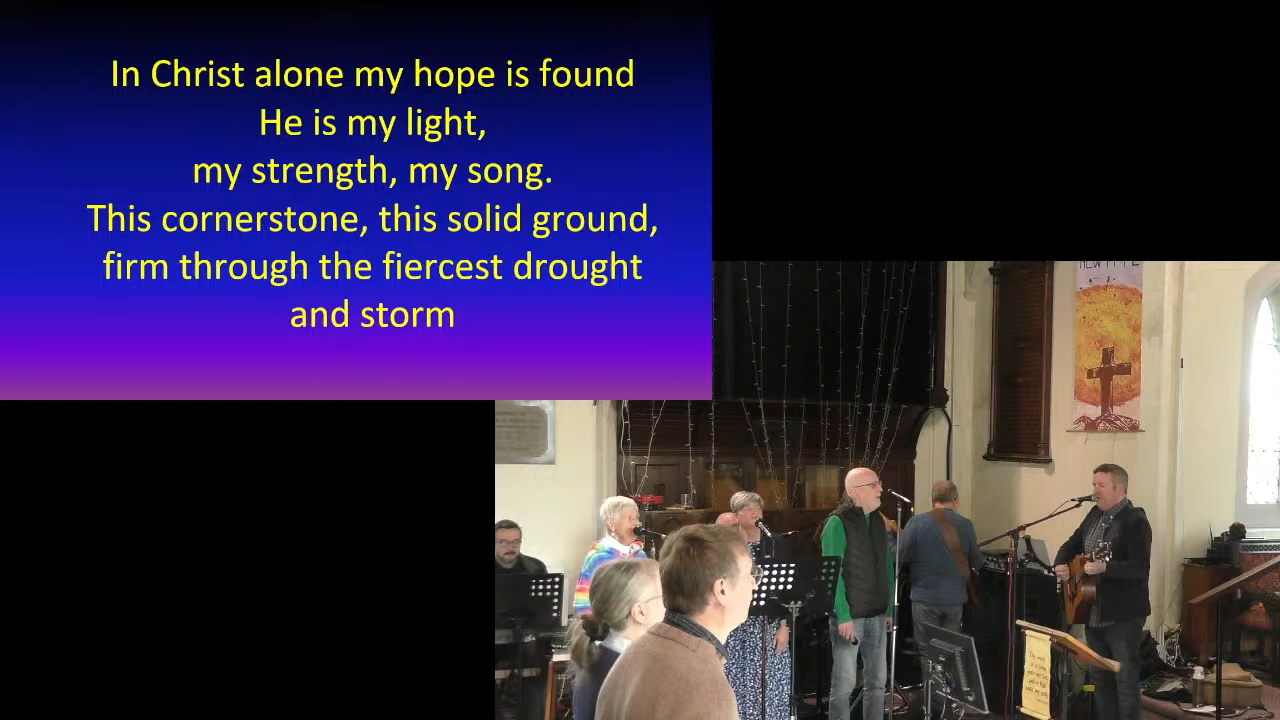 In Christ alone my hope is found
He is my light,
my strength, my song.
This cornerstone, this solid ground,
firm through the fiercest drought
and storm